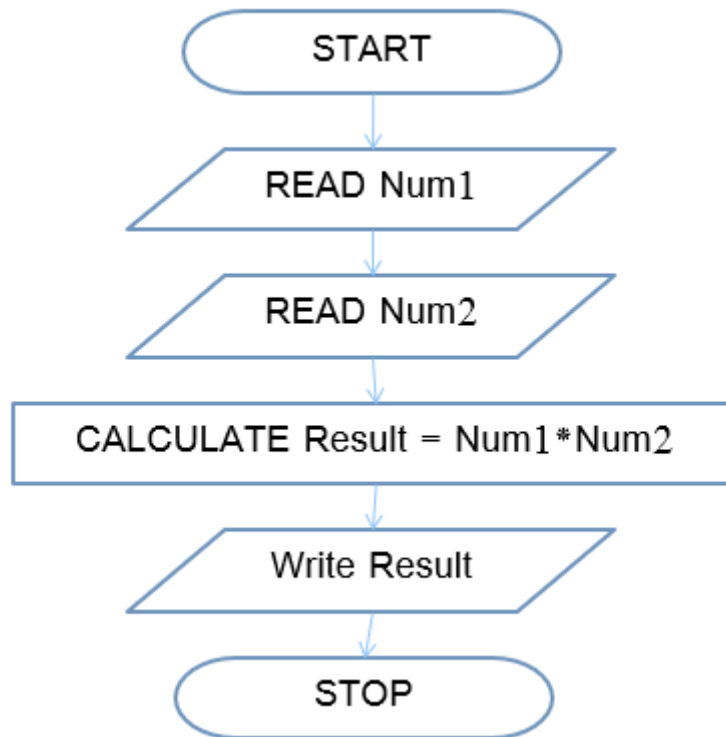 START
READ Num1
READ Num2
CALCULATE Result = Num1*Num2
Write Result
STOP